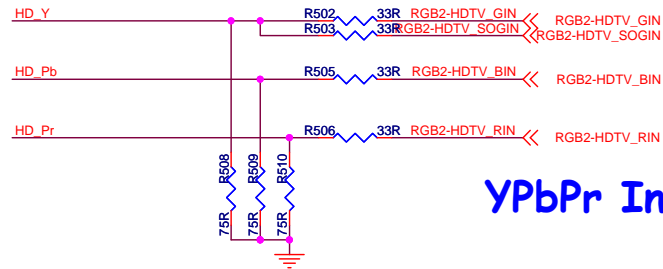 HD_Y R502 33R RGB2-HDTV_GIN RGB2-HDTV_GIN
R503 33R RGB2-HDTV_SOGIN RGB2-HDTV_SOGIN
HD_Pb R505 33R RGB2-HDTV_BIN RGB2-HDTV_BIN
HD_Pr R506 33R RGB2-HDTV_RIN RGB2-HDTV_RIN
R508 R509 R510
75R 75R 75R
YPbPr In